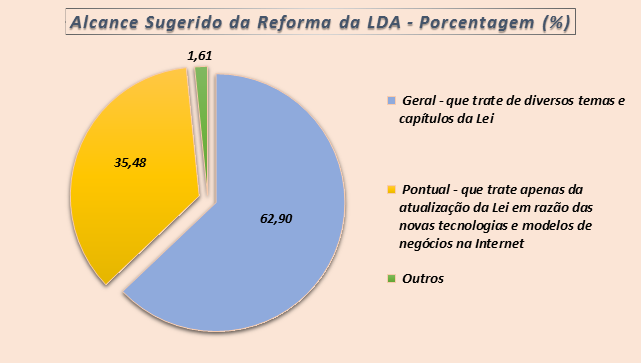 Alcance Sugerido da Reforma da LDA - Porcentagem (%)
1,61
35,48
62,90
Geral - que trate de diversos temas e
capítulos da Lei
Pontual - que trate apenas da
atualização da Lei em razão das
novas tecnologias e modelos de
negócios na Internet
Outros